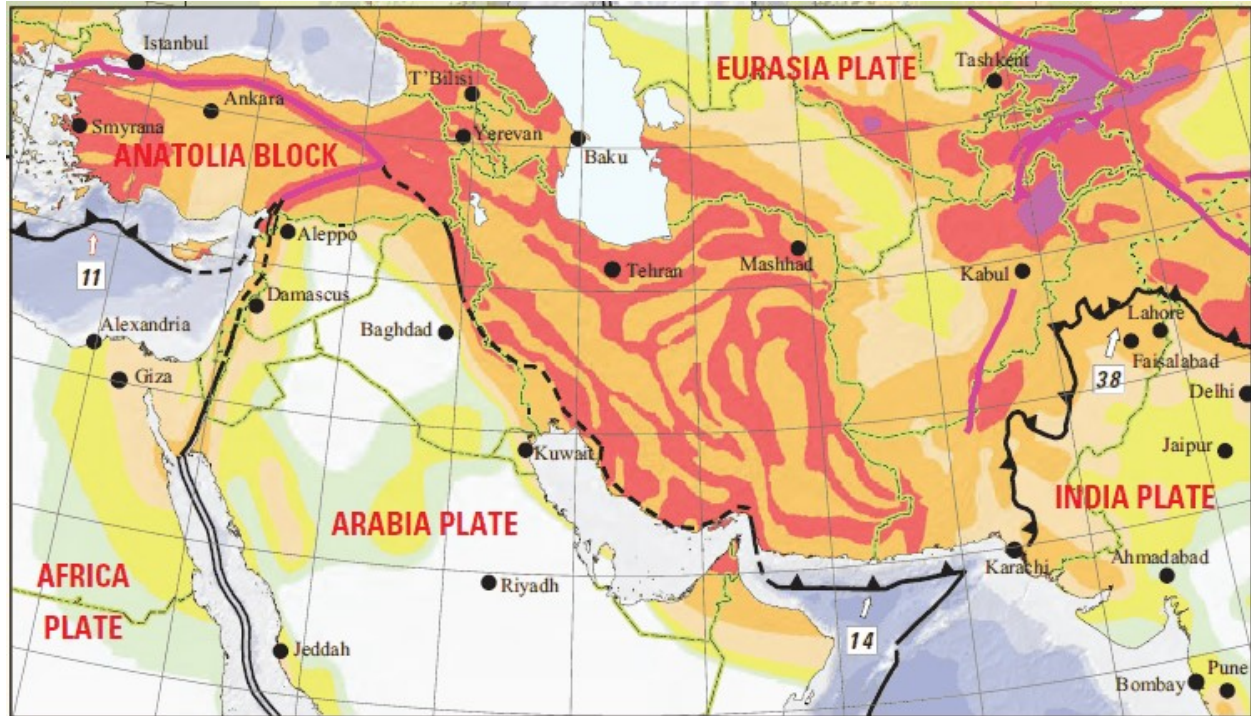 Istanbul
T'Bilisi
EURASIA PLATE
Tashkent
Ankara
Smyrana
Yerevan
Baku
ANATOLIA BLOCK
Aleppo
Tehran
Mashhad
Kabul
11
Damascus
Alexandria
Baghdad
Lahore
Giza
Faisalabad
38
Delhi
Kuwait
Jaipur
ARABIA PLATE
INDIA PLATE
AFRICA
PLATE
Riyadh
Karachi
Ahmadabad
14
Jeddah
Bombay
Pune